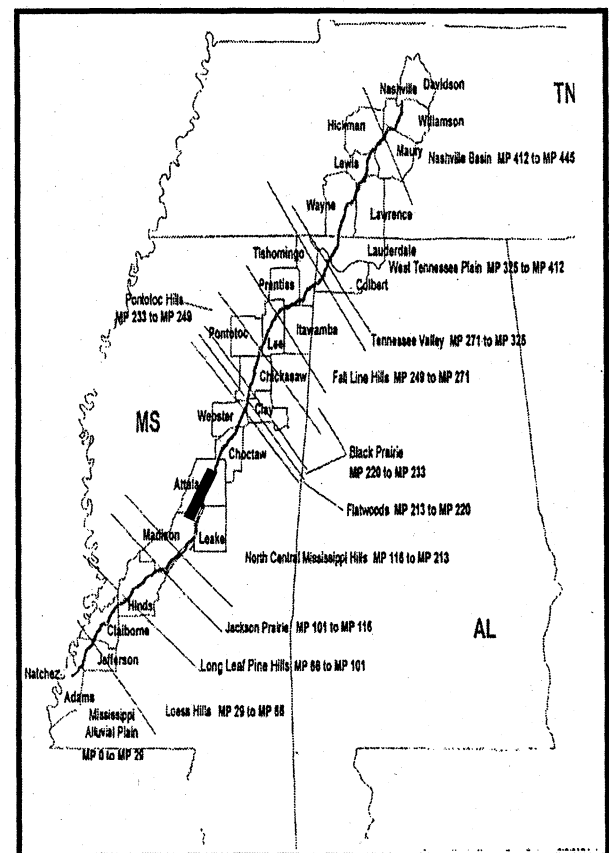 Davidson
Nashville
TN
Hickman
Williamson
Maury
Lewis
Nashville Basin MP 412 to MP 445
Wayne
Lawrence
Tishomingo
Lauderdale
West Tennessee Plain MP 325 to MP 412
Prentiss
Colbert
Pontotoc Hills
MP 233 to MP 249
Itawamba
Pontotoc
Lee
Tennessee Valley MP 271 to MP 325
Chickasaw
Fall Line Hills MP 249 to MP 271
MS
Webster
Clay
Choctaw
Black Prairie
MP 220 to MP 233
Attala
Flatwoods MP 213 to MP 220
Madison
Leake
North Central Mississippi Hills MP 116 to MP 213
Hinds
AL
Jackson Prairie MP 101 to MP 116
Claiborne
Jefferson
Long Leaf Pine Hills MP 66 to MP 101
Natchez
Adams
Loess Hills MP 29 to MP 66
Mississippi
Alluvial Plain
MP 0 to MP 29